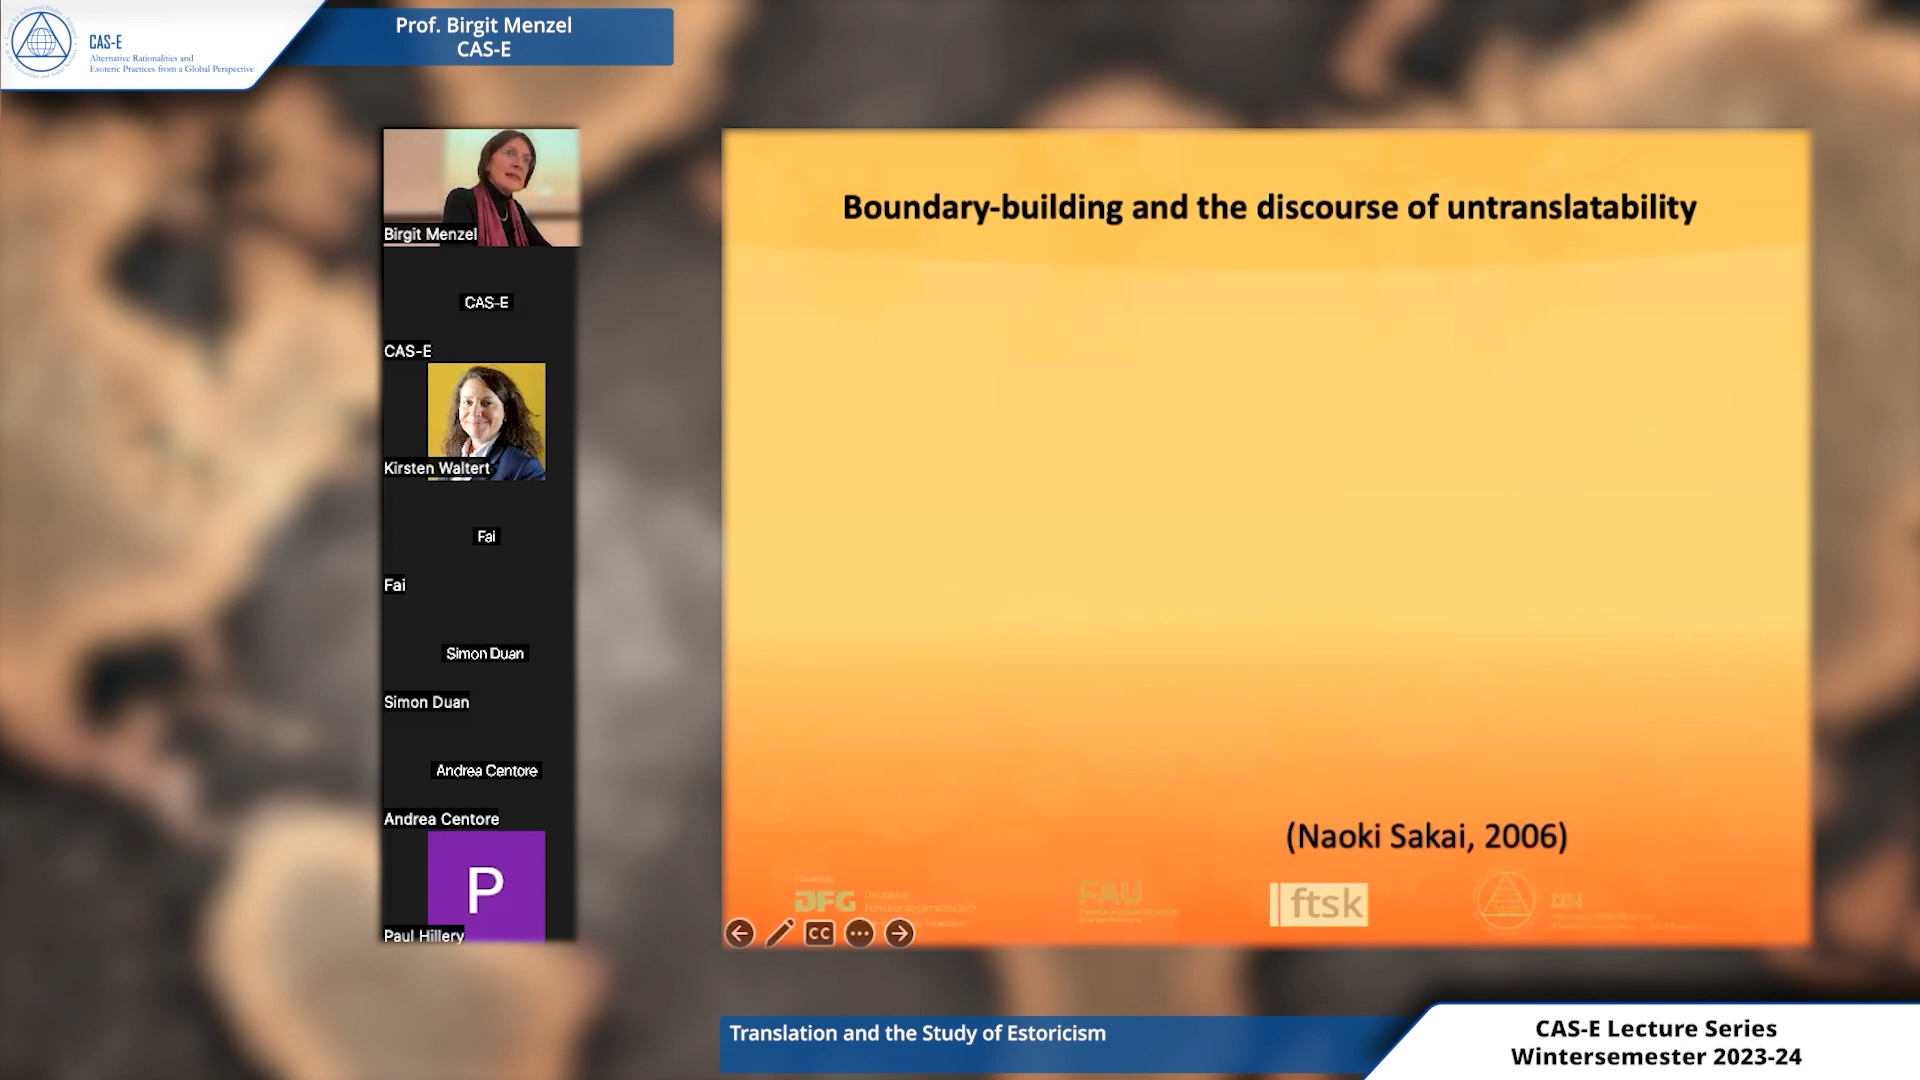 CAS-E
Alternative Rationalities and
Esoteric Practices from a Global Perspective
Prof. Birgit Menzel
CAS-E
Birgit Menzel
CAS-E
CAS-E
Kirsten Waltert
Fai
Fai
Simon Duan
Simon Duan
Andrea Centore
Andrea Centore
P
Paul Hillery
Boundary-building and the discourse of untranslatability
(Naoki Sakai, 2006)
DFG
Deutsche
Forschungsgemeinschaft
FAU
ftsk
CAS-E
CC
Translation and the Study of Estoricism
CAS-E Lecture Series
Wintersemester 2023-24